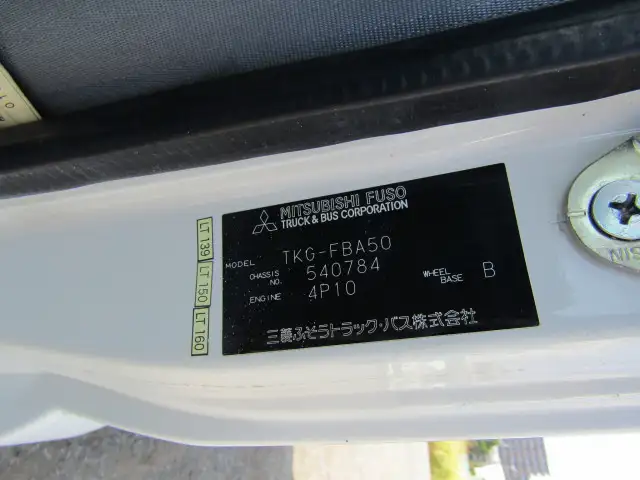 MITSUBISHI FUSO
TRUCK & BUS CORPORATION
MODEL TKG-FBA50
CHASSIS NO. 540784
ENGINE 4P10
WHEEL BASE B
三菱ふそうトラック・バス株式会社
LT 139
LT 150
LT 160
NIS